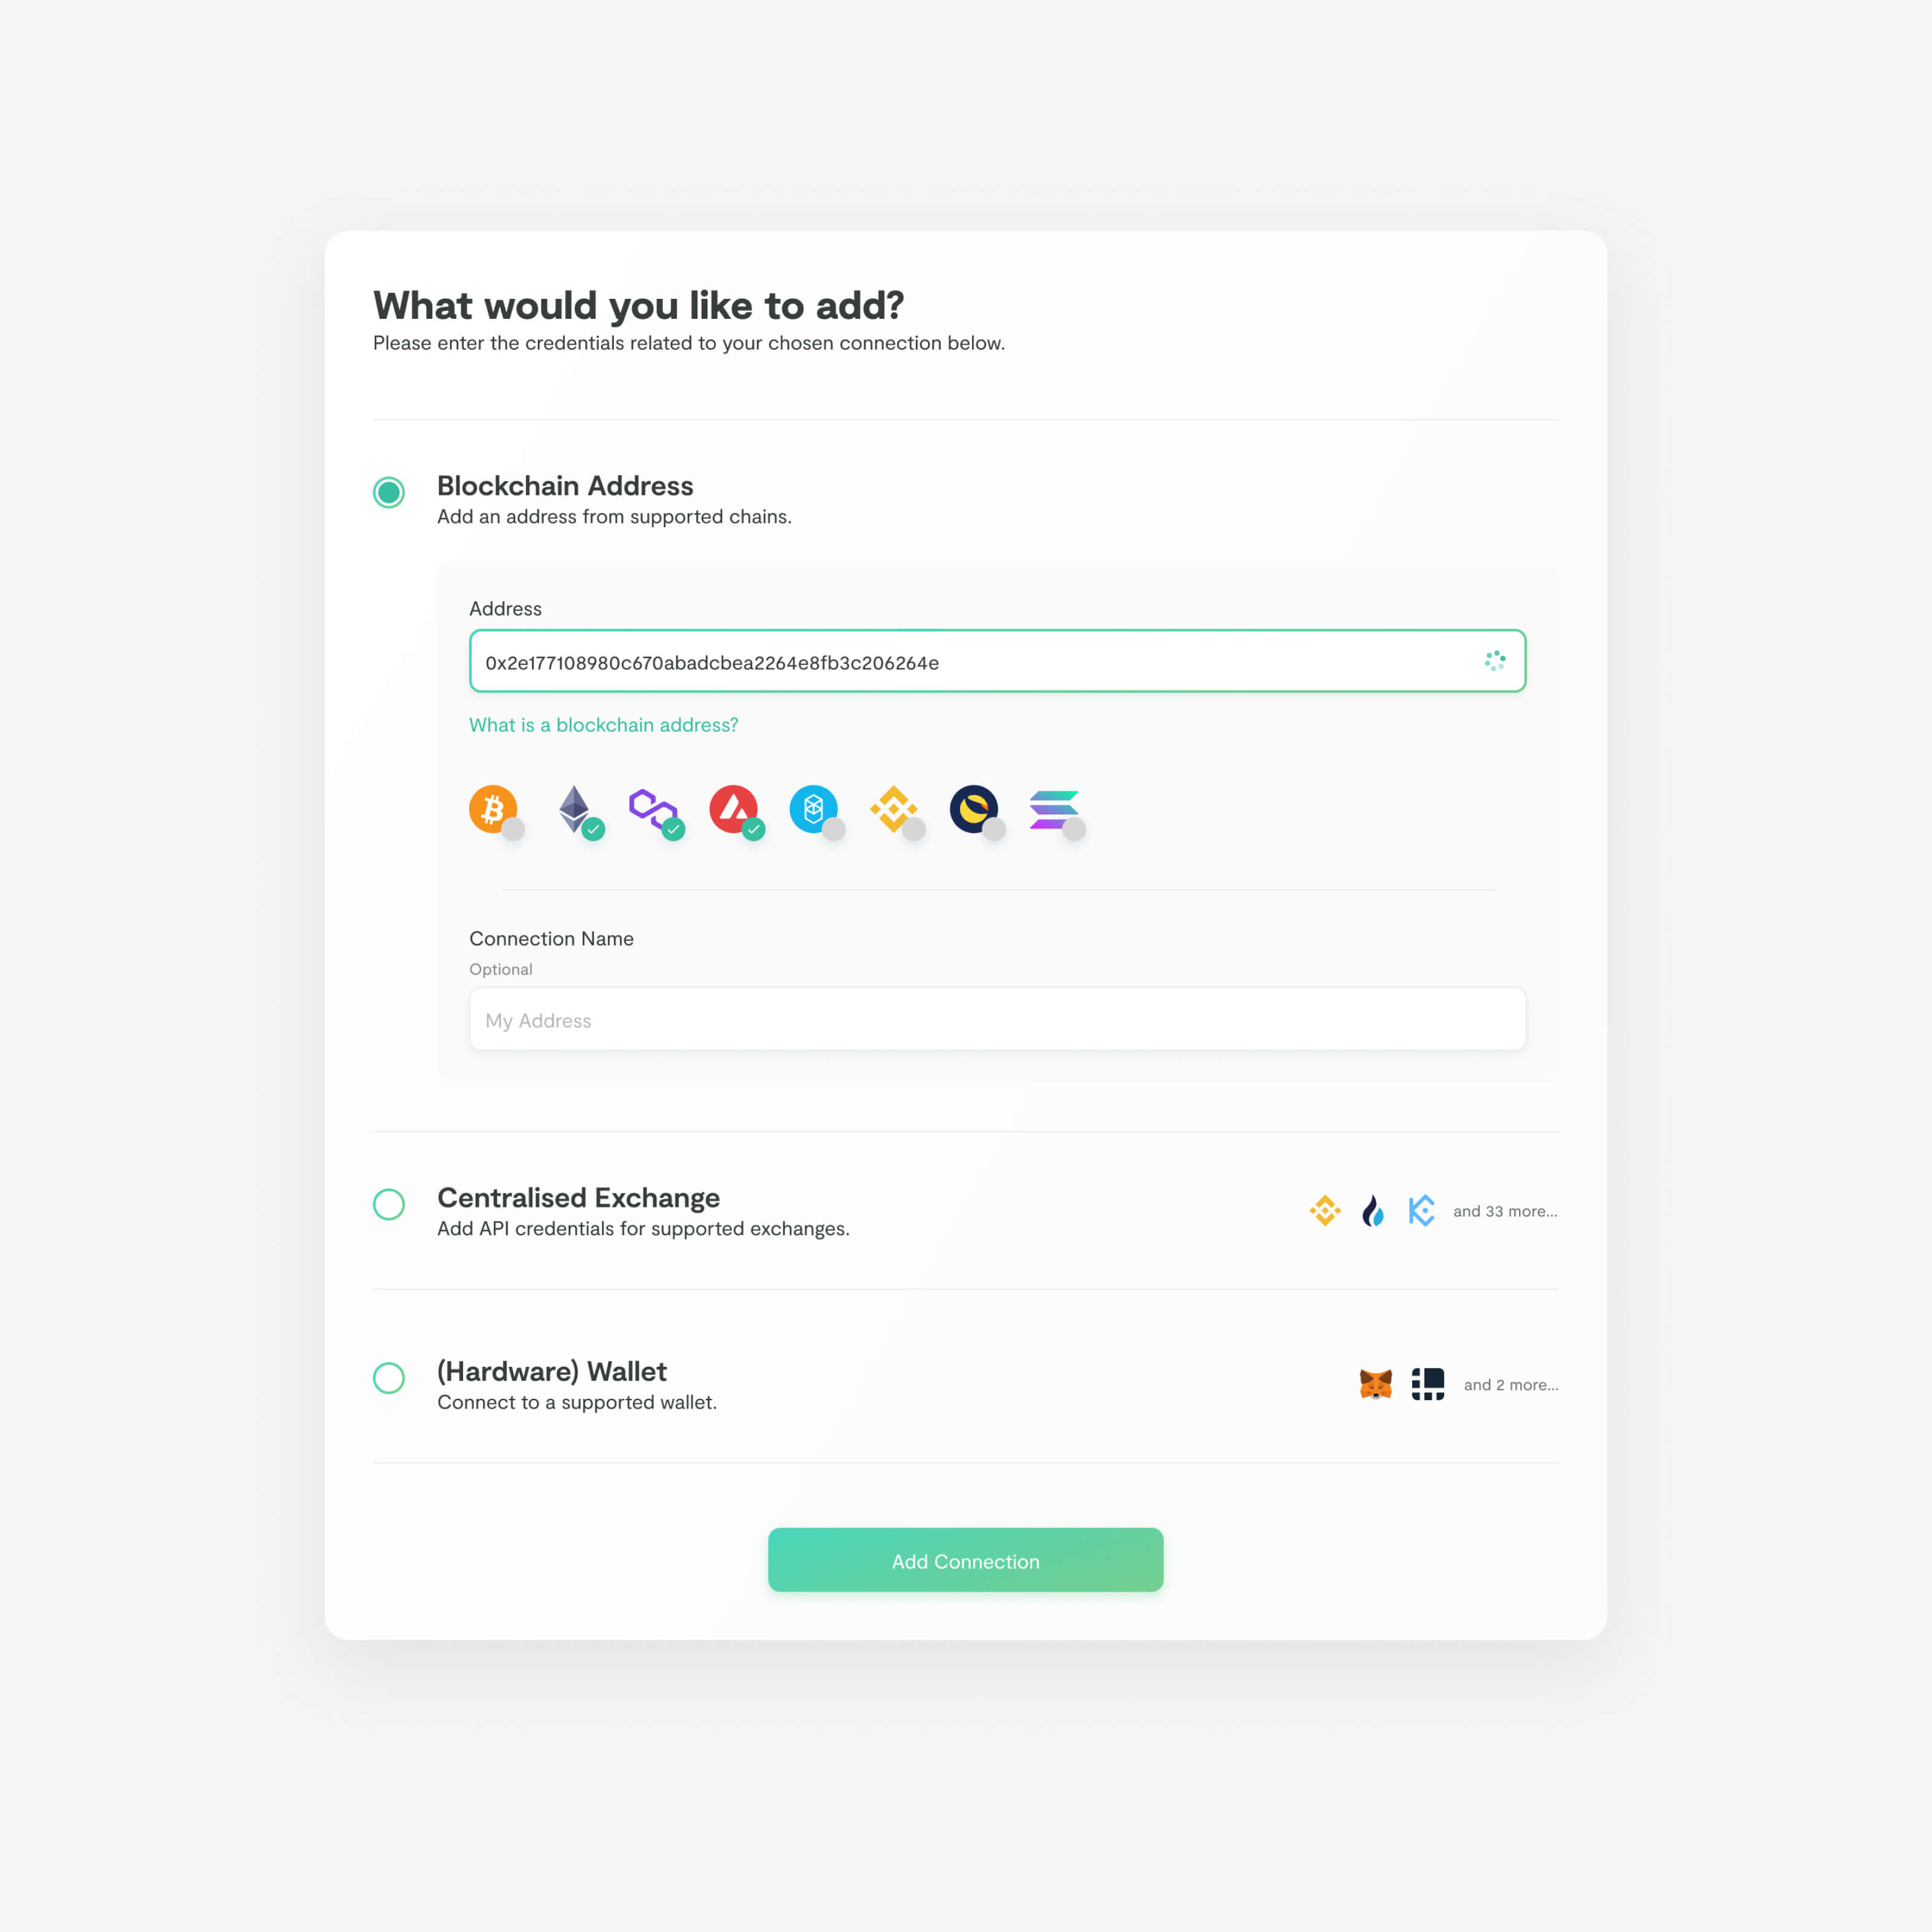 What would you like to add?
Please enter the credentials related to your chosen connection below.
Blockchain Address
Add an address from supported chains.
Address
0x2e177108980c670abadcbea2264e8fb3c206264e
What is a blockchain address?
Connection Name
Optional
My Address
Centralised Exchange
Add API credentials for supported exchanges.
and 33 more...
(Hardware) Wallet
Connect to a supported wallet.
and 2 more...
Add Connection